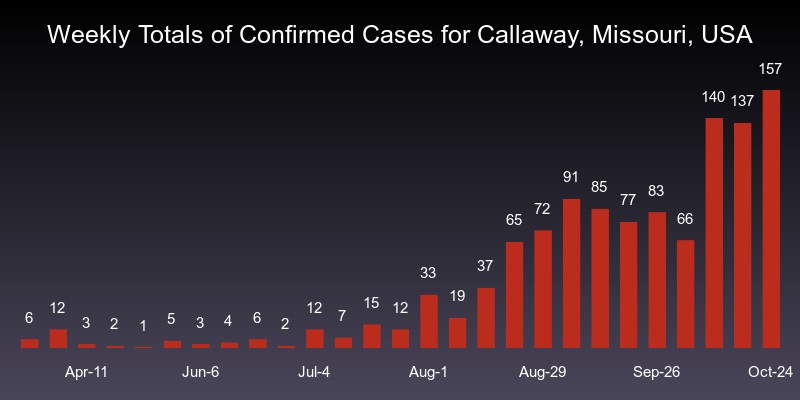 Weekly Totals of Confirmed Cases for Callaway, Missouri, USA
6 12 3 2 1 5 3 4 6 2 12 7 15 12 33 19 37 65 72 91 85 77 83 66 140 137 157
Apr-11 Jun-6 Jul-4 Aug-1 Aug-29 Sep-26 Oct-24